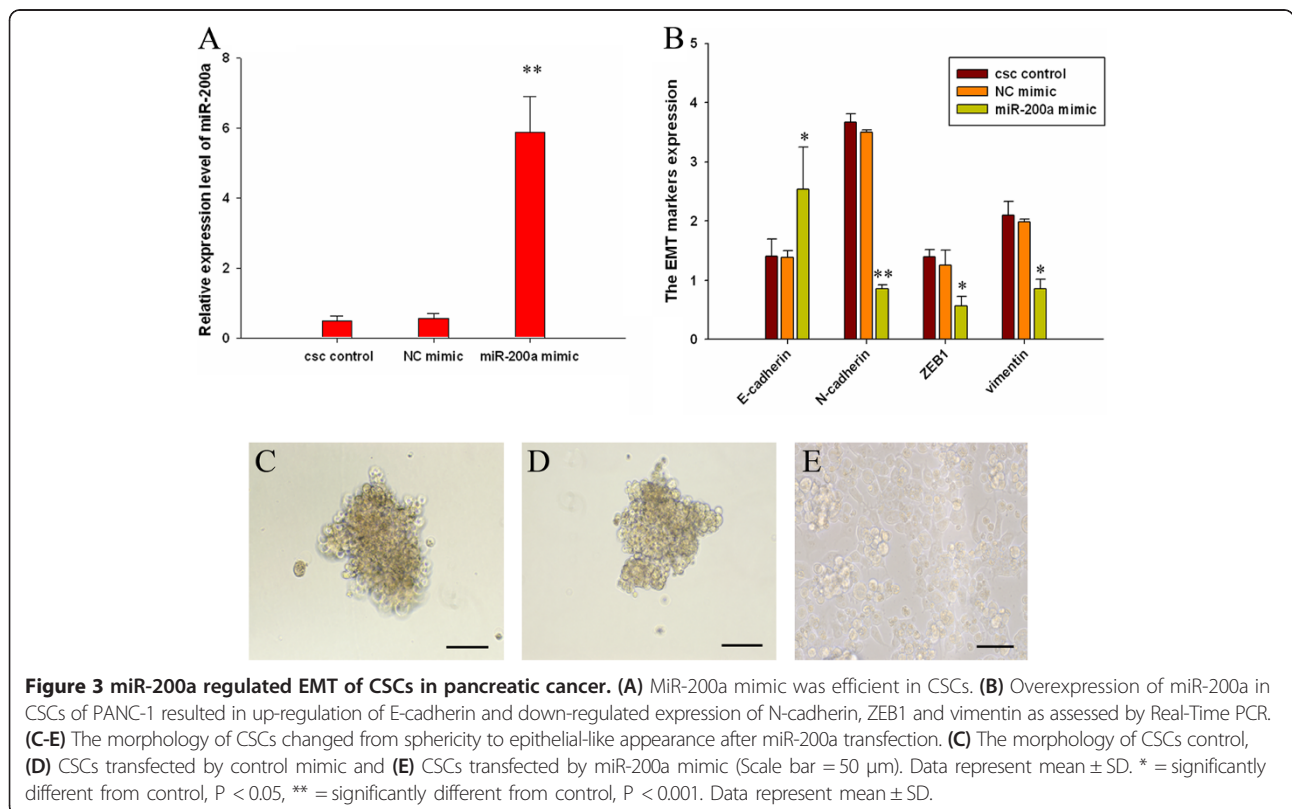 A
Relative expression level of miR-200a
8
6
4
2
0
**
csc control
NC mimic
miR-200a mimic
B
The EMT markers expression
5
4
3
2
1
0
csc control
NC mimic
miR-200a mimic
*
**
*
*
E-cadherin
N-cadherin
ZEB1
vimentin
C
D
E
Figure 3 miR-200a regulated EMT of CSCs in pancreatic cancer. (A) MiR-200a mimic was efficient in CSCs. (B) Overexpression of miR-200a in
CSCs of PANC-1 resulted in up-regulation of E-cadherin and down-regulated expression of N-cadherin, ZEB1 and vimentin as assessed by Real-Time PCR.
(C-E) The morphology of CSCs changed from sphericity to epithelial-like appearance after miR-200a transfection. (C) The morphology of CSCs control,
(D) CSCs transfected by control mimic and (E) CSCs transfected by miR-200a mimic (Scale bar = 50 μm). Data represent mean ± SD. * = significantly
different from control, P < 0.05, ** = significantly different from control, P < 0.001. Data represent mean ± SD.